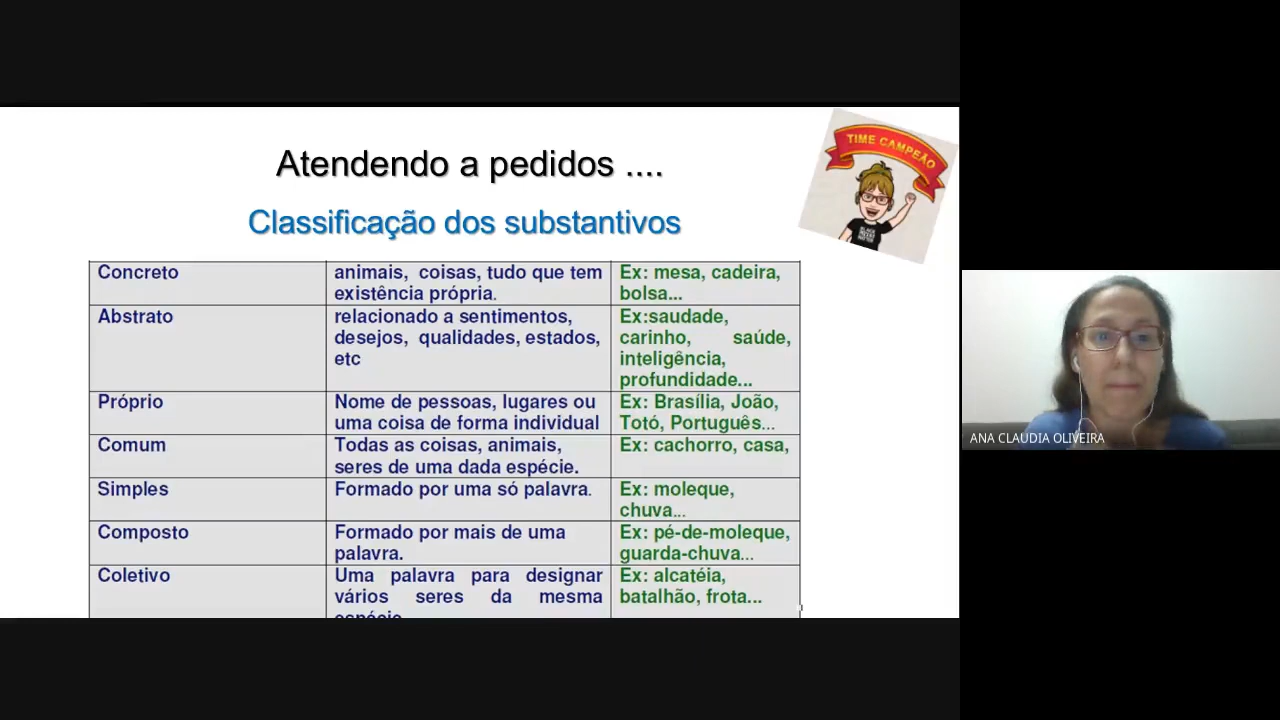 Atendendo a pedidos ....
Classificação dos substantivos
TIME CAMPEÃO
Concreto
animais, coisas, tudo que tem
existência própria.
Ex: mesa, cadeira,
bolsa...
Abstrato
relacionado a sentimentos,
desejos, qualidades, estados,
etc
Ex:saudade,
carinho, saúde,
inteligência,
profundidade...
Próprio
Nome de pessoas, lugares ou
uma coisa de forma individual
Ex: Brasília, João,
Totó, Português...
Comum
Todas as coisas, animais,
seres de uma dada espécie.
Ex: cachorro, casa,
Simples
Formado por uma só palavra.
Ex: moleque,
chuva...
Composto
Formado por mais de uma
palavra.
Ex: pé-de-moleque,
guarda-chuva...
Coletivo
Uma palavra para designar
vários seres da mesma
Ex: alcatéia,
batalhão, frota...
ANA CLAUDIA OLIVEIRA